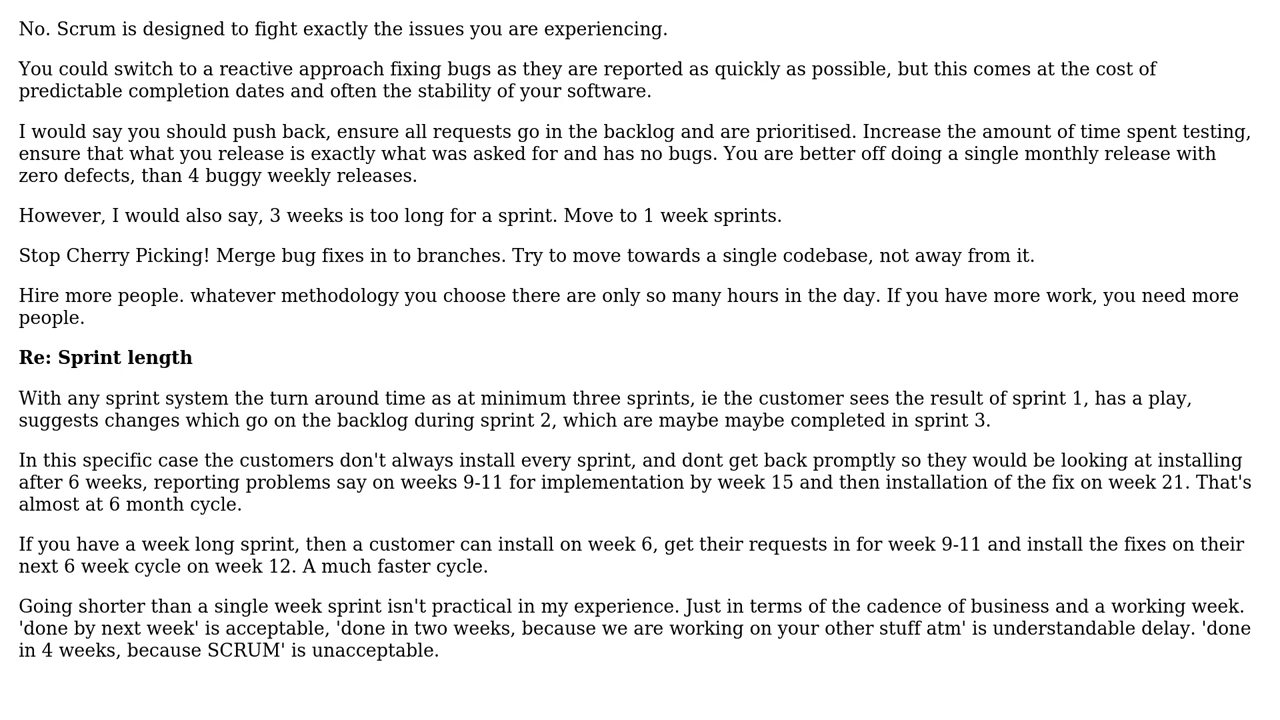 No. Scrum is designed to fight exactly the issues you are experiencing.
You could switch to a reactive approach fixing bugs as they are reported as quickly as possible, but this comes at the cost of
predictable completion dates and often the stability of your software.
I would say you should push back, ensure all requests go in the backlog and are prioritised. Increase the amount of time spent testing,
ensure that what you release is exactly what was asked for and has no bugs. You are better off doing a single monthly release with
zero defects, than 4 buggy weekly releases.
However, I would also say, 3 weeks is too long for a sprint. Move to 1 week sprints.
Stop Cherry Picking! Merge bug fixes in to branches. Try to move towards a single codebase, not away from it.
Hire more people. whatever methodology you choose there are only so many hours in the day. If you have more work, you need more
people.
Re: Sprint length
With any sprint system the turn around time as at minimum three sprints, ie the customer sees the result of sprint 1, has a play,
suggests changes which go on the backlog during sprint 2, which are maybe maybe completed in sprint 3.
In this specific case the customers don't always install every sprint, and dont get back promptly so they would be looking at installing
after 6 weeks, reporting problems say on weeks 9-11 for implementation by week 15 and then installation of the fix on week 21. That's
almost at 6 month cycle.
If you have a week long sprint, then a customer can install on week 6, get their requests in for week 9-11 and install the fixes on their
next 6 week cycle on week 12. A much faster cycle.
Going shorter than a single week sprint isn't practical in my experience. Just in terms of the cadence of business and a working week.
'done by next week' is acceptable, 'done in two weeks, because we are working on your other stuff atm' is understandable delay. 'done
in 4 weeks, because SCRUM' is unacceptable.